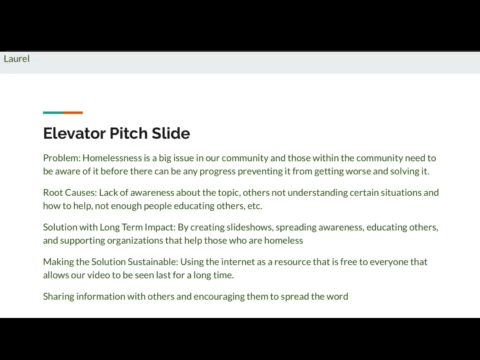 Laurel
Elevator Pitch Slide
Problem: Homelessness is a big issue in our community and those within the community need to
be aware of it before there can be any progress preventing it from getting worse and solving it.
Root Causes: Lack of awareness about the topic, others not understanding certain situations and
how to help, not enough people educating others, etc.
Solution with Long Term Impact: By creating slideshows, spreading awareness, educating others,
and supporting organizations that help those who are homeless
Making the Solution Sustainable: Using the internet as a resource that is free to everyone that
allows our video to be seen last for a long time.
Sharing information with others and encouraging them to spread the word